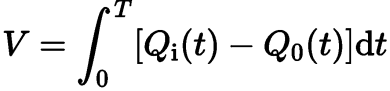 V = ∫₀ᵀ [Qᵢ(t) − Q₀(t)]dt